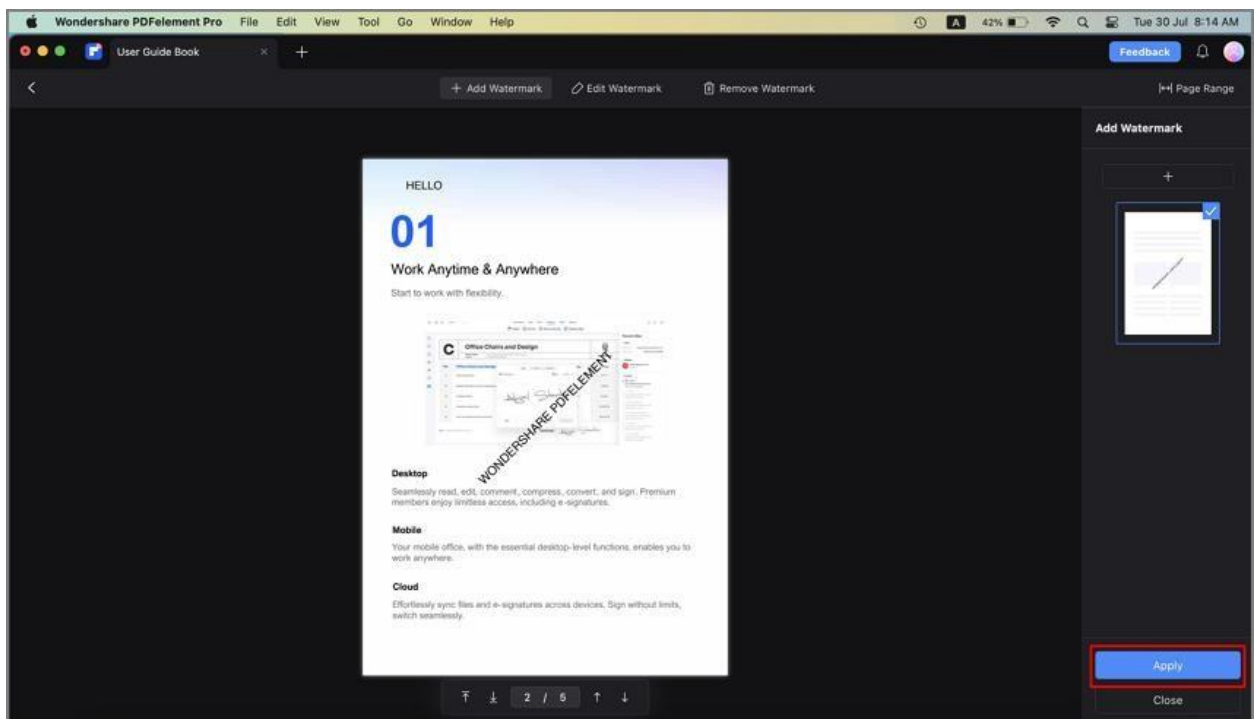 Wondershare PDFelement Pro File Edit View Tool Go Window Help A 42% Tue 30 Jul 8:14 AM
User Guide Book Feedback
+ Add Watermark Edit Watermark Remove Watermark Page Range
Add Watermark
HELLO
01
Work Anytime & Anywhere
Start to work with flexibility.
C Office Chairs and Design
WONDERSHARE PDFELEMENT
Desktop
Seamlessly read, edit, comment, compress, convert, and sign. Premium
members enjoy limitless access, including e-signatures.
Mobile
Your mobile office, with the essential desktop-level functions, enables you to
work anywhere.
Cloud
Effortlessly sync files and e-signatures across devices. Sign without limits,
switch seamlessly.
2 / 5
Apply
Close